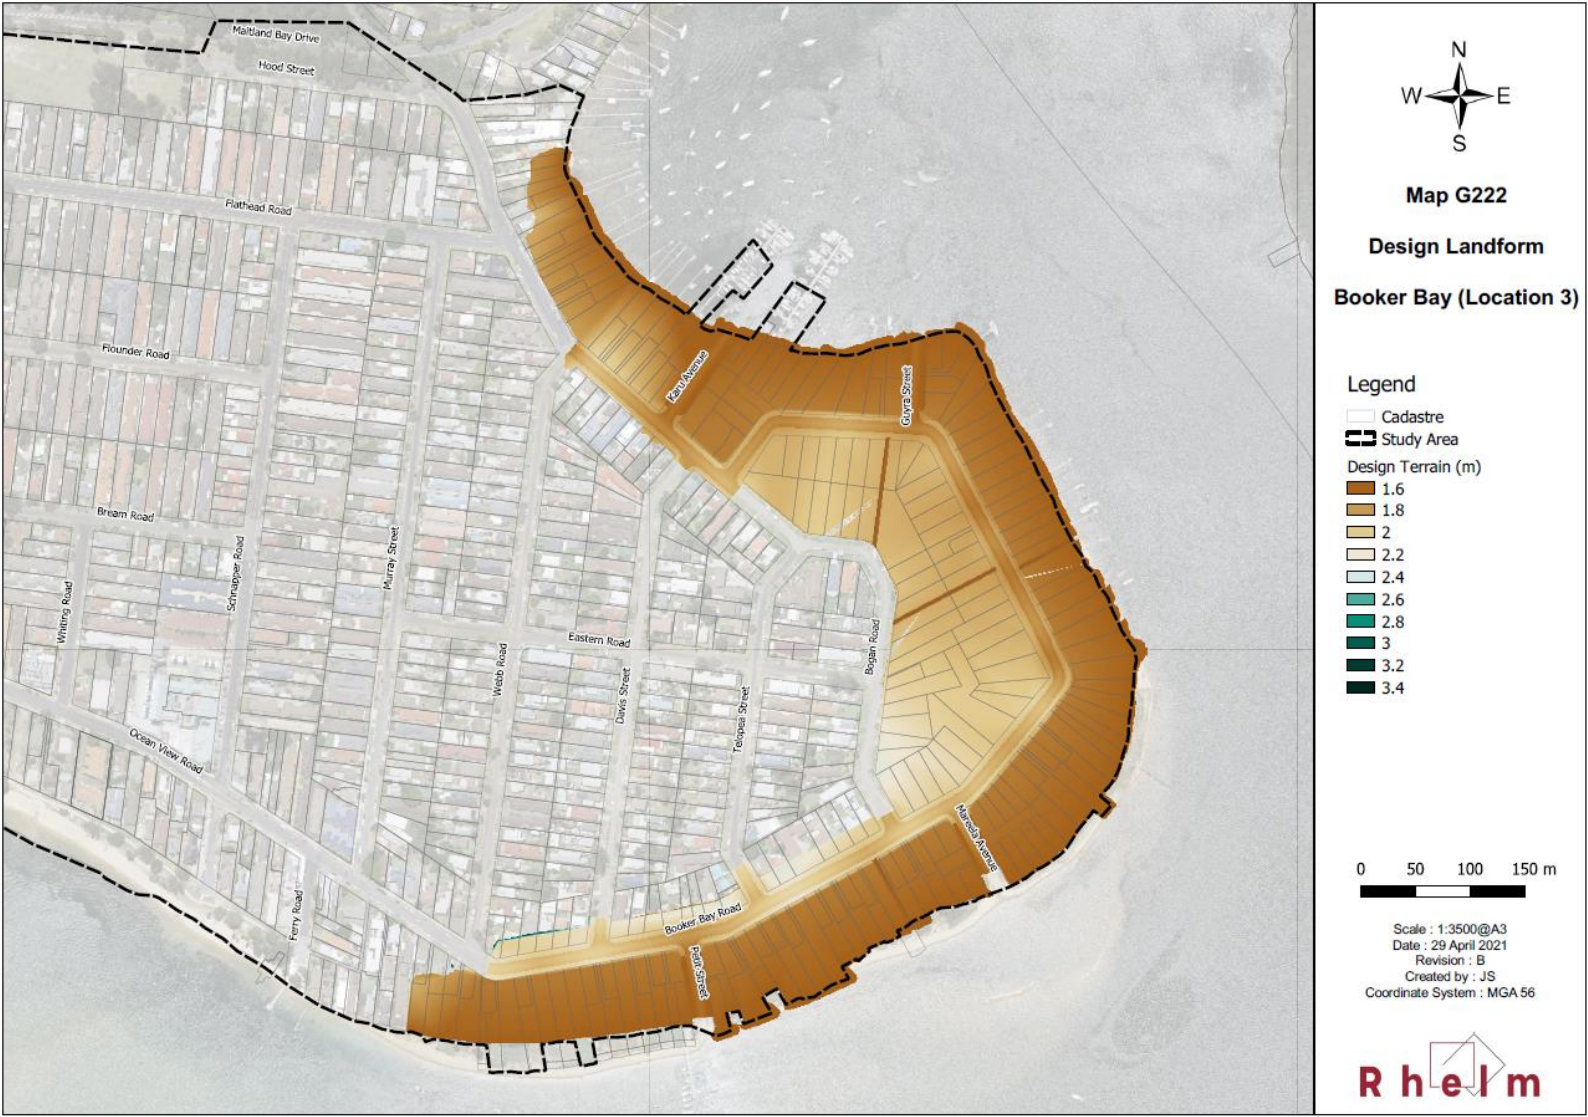 Maitland Bay Drive
Hood Street
Flathead Road
Flounder Road
Karu Avenue
Guyra Street
Bream Road
Schnapper Road
Murray Street
Whiting Road
Eastern Road
Webb Road
Davis Street
Telopea Street
Bogan Road
Ocean View Road
Mareela Avenue
Ferry Road
Booker Bay Road
Petit Street
N
W E
S
Map G222
Design Landform
Booker Bay (Location 3)
Legend
Cadastre
Study Area
Design Terrain (m)
1.6
1.8
2
2.2
2.4
2.6
2.8
3
3.2
3.4
0 50 100 150 m
Scale : 1:3500@A3
Date : 29 April 2021
Revision : B
Created by : JS
Coordinate System : MGA 56
Rhelm